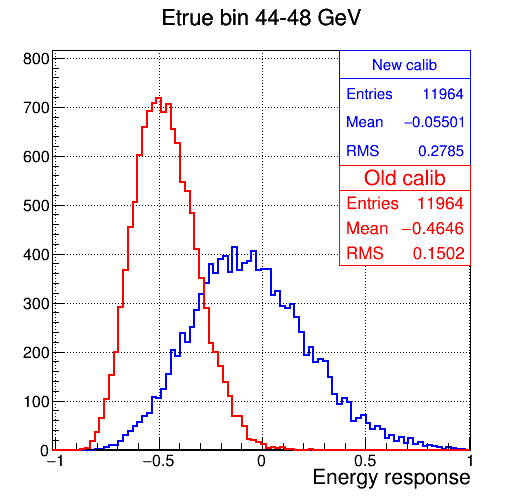 Etrue bin 44-48 GeV
New calib
Entries 11964
Mean −0.05501
RMS 0.2785
Old calib
Entries 11964
Mean −0.4646
RMS 0.1502
800
700
600
500
400
300
200
100
0
−1 −0.5 0 0.5 1
Energy response